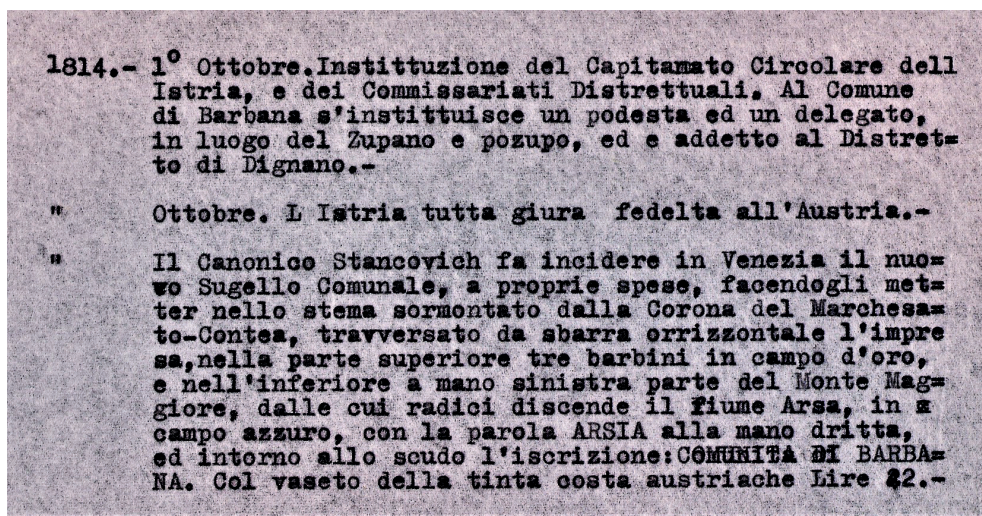 1814.- 1º Ottobre.Instittuzione del Capitamato Circolare dell
Istria, e dei Commissariati Distrettuali. Al Comune
di Barbana s'instittuisce un podesta ed un delegato,
in luogo del Zupano e pozupo, ed e addetto al Distret=
to di Dignano.-
" Ottobre. L Istria tutta giura fedelta all'Austria.-
" Il Canonico Stancovich fa incidere in Venezia il nuo=
vo Sugello Comunale, a proprie spese, facendogli met=
ter nello stema sormontato dalla Corona del Marchesa=
to-Contea, travversato da sbarra orrizzontale l'impre
sa,nella parte superiore tre barbini in campo d'oro,
e nell'inferiore a mano sinistra parte del Monte Mag=
giore, dalle cui radici discende il fiume Arsa, in
campo azzuro, con la parola ARSIA alla mano dritta,
ed intorno allo scudo l'iscrizione:COMUNITA DI BARBA=
NA. Col vaseto della tinta costa austriache Lire 22.-